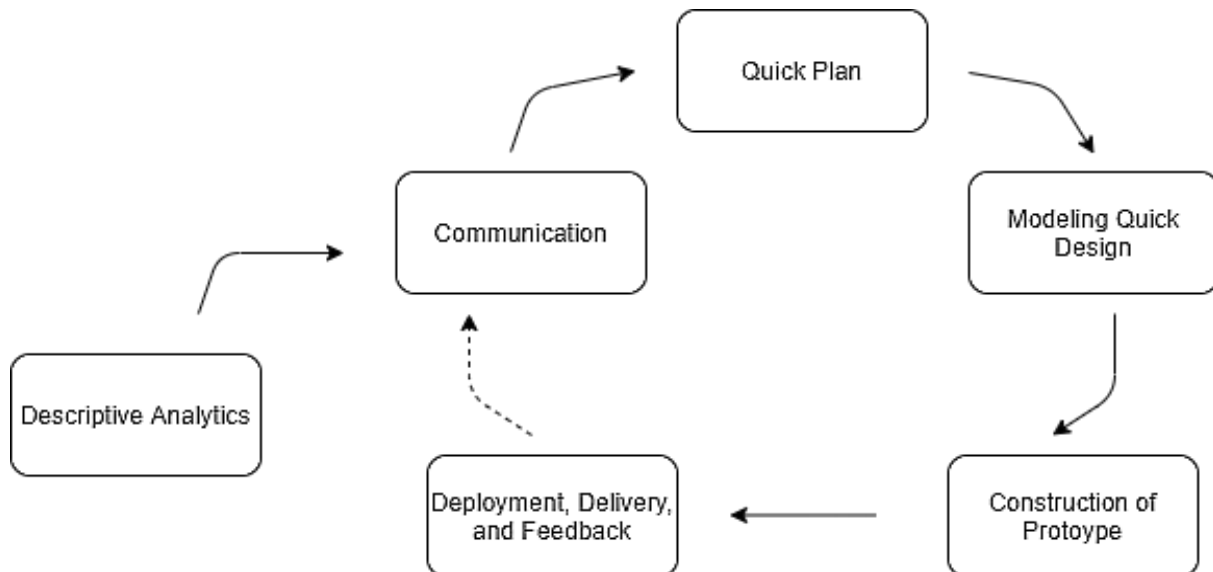 Quick Plan
Communication
Modeling Quick
Design
Descriptive Analytics
Deployment, Delivery,
and Feedback
Construction of
Protoype